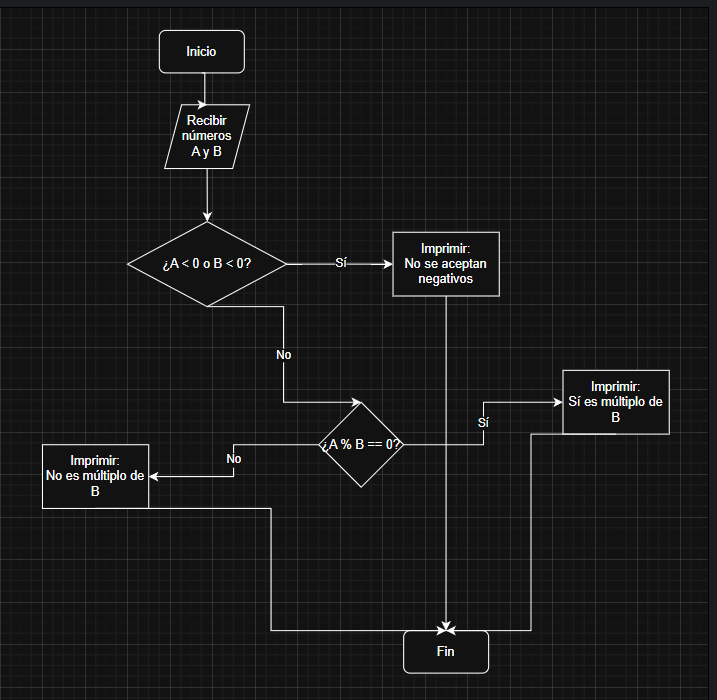 Inicio
Recibir
números
A y B
¿A < 0 o B < 0?
Sí
Imprimir:
No se aceptan
negativos
No
Imprimir:
Sí es múltiplo de
B
Sí
¿A % B == 0?
No
Imprimir:
No es múltiplo de
B
Fin